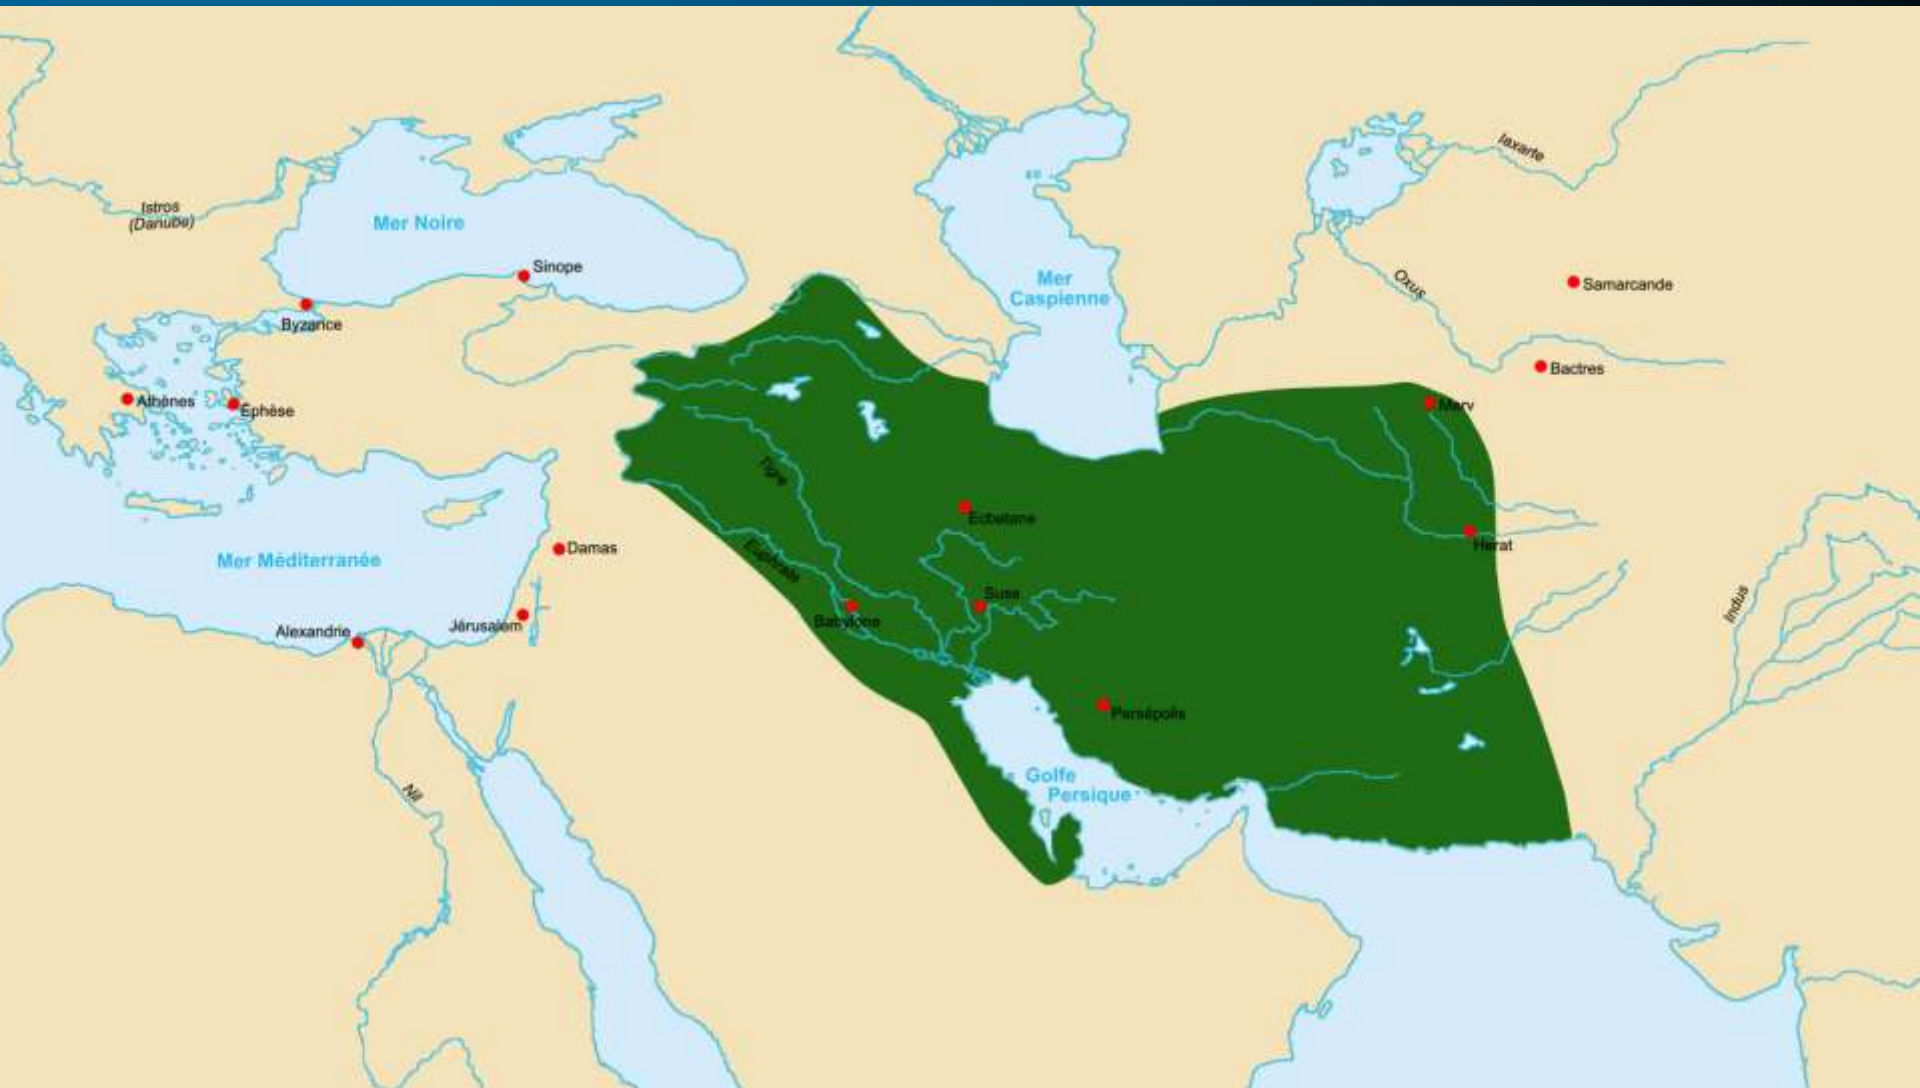 Iaxarte
Istros
(Danube)
Mer Noire
Sinope
Mer
Caspienne
Oxus
Samarcande
Byzance
Bactres
Athènes
Éphèse
Merv
Tigre
Ecbatane
Herat
Damas
Mer Méditerranée
Euphrate
Suse
Indus
Babylone
Alexandrie
Jérusalem
Persépolis
Golfe
Persique
Nil